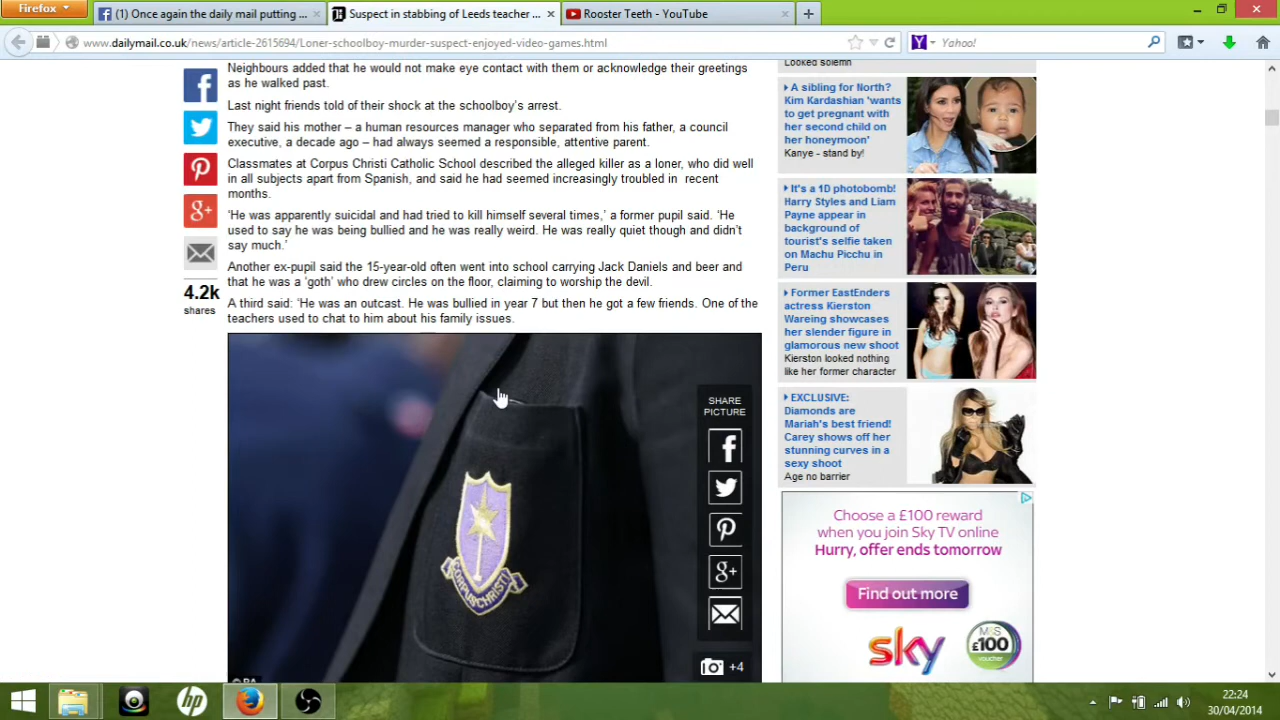 Firefox
(1) Once again the daily mail putting ...
Suspect in stabbing of Leeds teacher ...
Rooster Teeth - YouTube
www.dailymail.co.uk/news/article-2615694/Loner-schoolboy-murder-suspect-enjoyed-video-games.html
Yahoo!
Neighbours added that he would not make eye contact with them or acknowledge their greetings
as he walked past.
Last night friends told of their shock at the schoolboy's arrest.
They said his mother – a human resources manager who separated from his father, a council
executive, a decade ago – had always seemed a responsible, attentive parent.
Classmates at Corpus Christi Catholic School described the alleged killer as a loner, who did well
in all subjects apart from Spanish, and said he had seemed increasingly troubled in recent
months.
'He was apparently suicidal and had tried to kill himself several times,' a former pupil said. 'He
used to say he was being bullied and he was really weird. He was really quiet though and didn't
say much.'
Another ex-pupil said the 15-year-old often went into school carrying Jack Daniels and beer and
that he was a 'goth' who drew circles on the floor, claiming to worship the devil.
A third said: 'He was an outcast. He was bullied in year 7 but then he got a few friends. One of the
teachers used to chat to him about his family issues.
4.2k
shares
CORPUS CHRISTI
SHARE
PICTURE
+4
© PA
Looked solemn
A sibling for North?
Kim Kardashian 'wants
to get pregnant with
her second child on
her honeymoon'
Kanye - stand by!
It's a 1D photobomb!
Harry Styles and Liam
Payne appear in
background of
tourist's selfie taken
on Machu Picchu in
Peru
Former EastEnders
actress Kierston
Wareing showcases
her slender figure in
glamorous new shoot
Kierston looked nothing
like her former character
EXCLUSIVE:
Diamonds are
Mariah's best friend!
Carey shows off her
stunning curves in a
sexy shoot
Age no barrier
Choose a £100 reward
when you join Sky TV online
Hurry, offer ends tomorrow
Find out more
sky
M&S
£100
voucher
22:24
30/04/2014